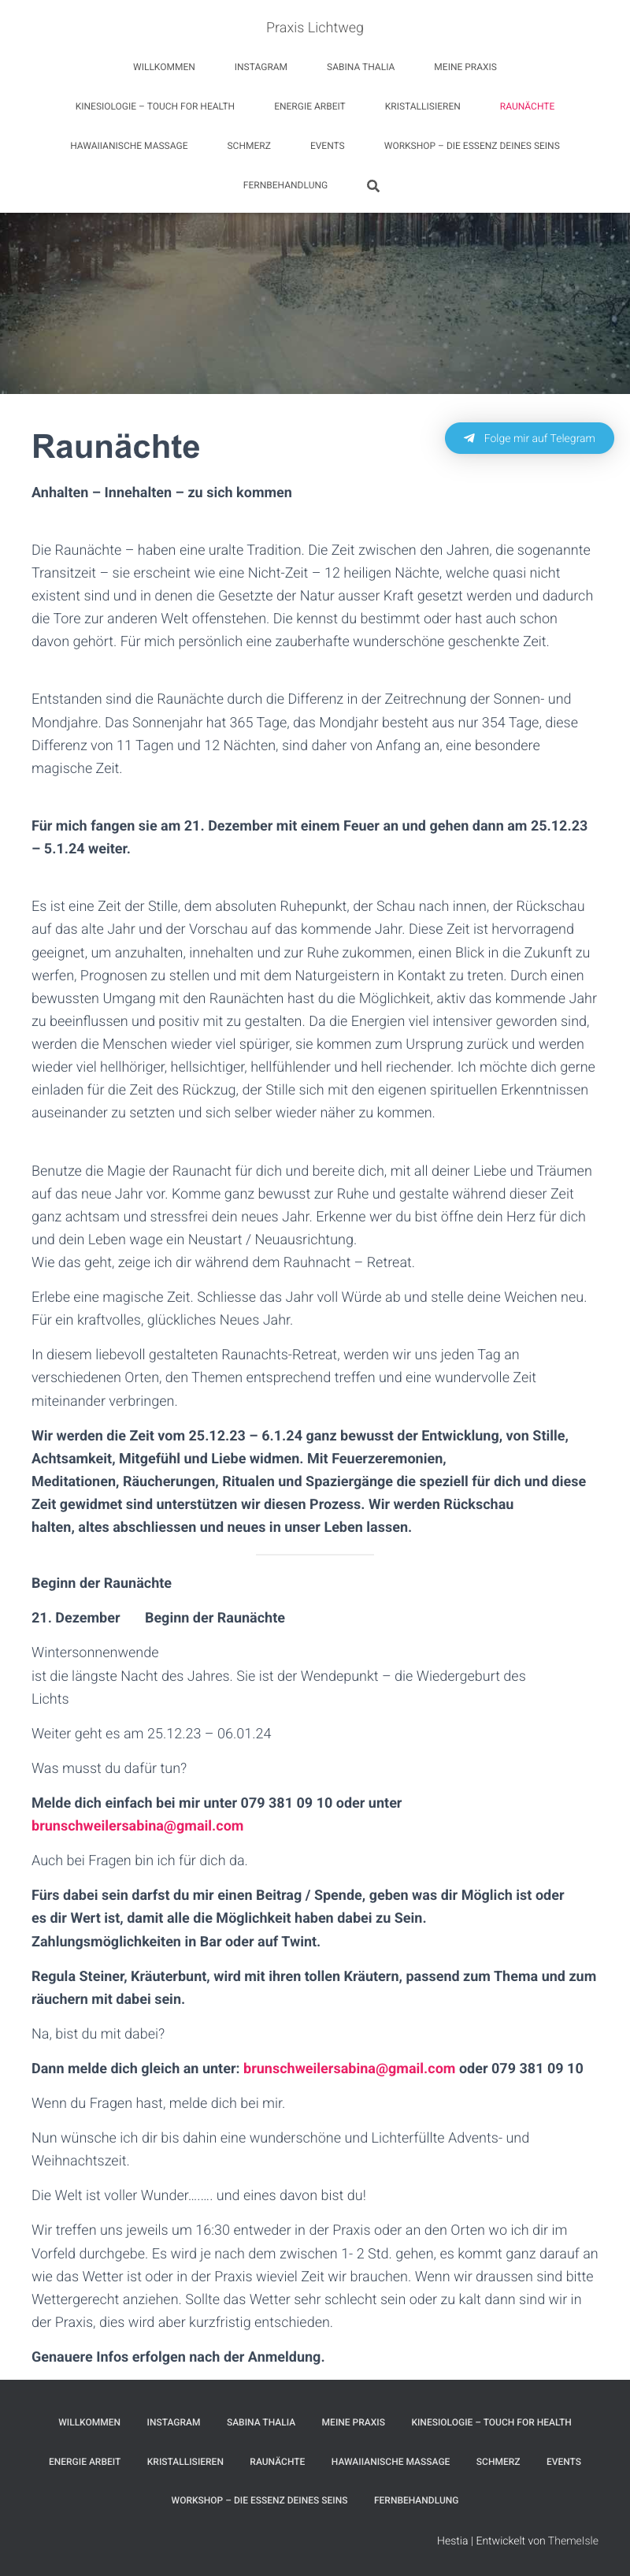 Praxis Lichtweg
WILLKOMMEN INSTAGRAM SABINA THALIA MEINE PRAXIS
KINESIOLOGIE – TOUCH FOR HEALTH ENERGIE ARBEIT KRISTALLISIEREN RAUNÄCHTE
HAWAIIANISCHE MASSAGE SCHMERZ EVENTS WORKSHOP – DIE ESSENZ DEINES SEINS
FERNBEHANDLUNG
Folge mir auf Telegram
Raunächte
Anhalten – Innehalten – zu sich kommen
Die Raunächte – haben eine uralte Tradition. Die Zeit zwischen den Jahren, die sogenannte
Transitzeit – sie erscheint wie eine Nicht-Zeit – 12 heiligen Nächte, welche quasi nicht
existent sind und in denen die Gesetzte der Natur ausser Kraft gesetzt werden und dadurch
die Tore zur anderen Welt offenstehen. Die kennst du bestimmt oder hast auch schon
davon gehört. Für mich persönlich eine zauberhafte wunderschöne geschenkte Zeit.
Entstanden sind die Raunächte durch die Differenz in der Zeitrechnung der Sonnen- und
Mondjahre. Das Sonnenjahr hat 365 Tage, das Mondjahr besteht aus nur 354 Tage, diese
Differenz von 11 Tagen und 12 Nächten, sind daher von Anfang an, eine besondere
magische Zeit.
Für mich fangen sie am 21. Dezember mit einem Feuer an und gehen dann am 25.12.23
– 5.1.24 weiter.
Es ist eine Zeit der Stille, dem absoluten Ruhepunkt, der Schau nach innen, der Rückschau
auf das alte Jahr und der Vorschau auf das kommende Jahr. Diese Zeit ist hervorragend
geeignet, um anzuhalten, innehalten und zur Ruhe zukommen, einen Blick in die Zukunft zu
werfen, Prognosen zu stellen und mit dem Naturgeistern in Kontakt zu treten. Durch einen
bewussten Umgang mit den Raunächten hast du die Möglichkeit, aktiv das kommende Jahr
zu beeinflussen und positiv mit zu gestalten. Da die Energien viel intensiver geworden sind,
werden die Menschen wieder viel spüriger, sie kommen zum Ursprung zurück und werden
wieder viel hellhöriger, hellsichtiger, hellfühlender und hell riechender. Ich möchte dich gerne
einladen für die Zeit des Rückzug, der Stille sich mit den eigenen spirituellen Erkenntnissen
auseinander zu setzten und sich selber wieder näher zu kommen.
Benutze die Magie der Raunacht für dich und bereite dich, mit all deiner Liebe und Träumen
auf das neue Jahr vor. Komme ganz bewusst zur Ruhe und gestalte während dieser Zeit
ganz achtsam und stressfrei dein neues Jahr. Erkenne wer du bist öffne dein Herz für dich
und dein Leben wage ein Neustart / Neuausrichtung.
Wie das geht, zeige ich dir während dem Rauhnacht – Retreat.
Erlebe eine magische Zeit. Schliesse das Jahr voll Würde ab und stelle deine Weichen neu.
Für ein kraftvolles, glückliches Neues Jahr.
In diesem liebevoll gestalteten Raunachts-Retreat, werden wir uns jeden Tag an
verschiedenen Orten, den Themen entsprechend treffen und eine wundervolle Zeit
miteinander verbringen.
Wir werden die Zeit vom 25.12.23 – 6.1.24 ganz bewusst der Entwicklung, von Stille,
Achtsamkeit, Mitgefühl und Liebe widmen. Mit Feuerzeremonien,
Meditationen, Räucherungen, Ritualen und Spaziergänge die speziell für dich und diese
Zeit gewidmet sind unterstützen wir diesen Prozess. Wir werden Rückschau
halten, altes abschliessen und neues in unser Leben lassen.
Beginn der Raunächte
21. Dezember Beginn der Raunächte
Wintersonnenwende
ist die längste Nacht des Jahres. Sie ist der Wendepunkt – die Wiedergeburt des
Lichts
Weiter geht es am 25.12.23 – 06.01.24
Was musst du dafür tun?
Melde dich einfach bei mir unter 079 381 09 10 oder unter
brunschweilersabina@gmail.com
Auch bei Fragen bin ich für dich da.
Fürs dabei sein darfst du mir einen Beitrag / Spende, geben was dir Möglich ist oder
es dir Wert ist, damit alle die Möglichkeit haben dabei zu Sein.
Zahlungsmöglichkeiten in Bar oder auf Twint.
Regula Steiner, Kräuterbunt, wird mit ihren tollen Kräutern, passend zum Thema und zum
räuchern mit dabei sein.
Na, bist du mit dabei?
Dann melde dich gleich an unter: brunschweilersabina@gmail.com oder 079 381 09 10
Wenn du Fragen hast, melde dich bei mir.
Nun wünsche ich dir bis dahin eine wunderschöne und Lichterfüllte Advents- und
Weihnachtszeit.
Die Welt ist voller Wunder…….. und eines davon bist du!
Wir treffen uns jeweils um 16:30 entweder in der Praxis oder an den Orten wo ich dir im
Vorfeld durchgebe. Es wird je nach dem zwischen 1- 2 Std. gehen, es kommt ganz darauf an
wie das Wetter ist oder in der Praxis wieviel Zeit wir brauchen. Wenn wir draussen sind bitte
Wettergerecht anziehen. Sollte das Wetter sehr schlecht sein oder zu kalt dann sind wir in
der Praxis, dies wird aber kurzfristig entschieden.
Genauere Infos erfolgen nach der Anmeldung.
WILLKOMMEN INSTAGRAM SABINA THALIA MEINE PRAXIS KINESIOLOGIE – TOUCH FOR HEALTH
ENERGIE ARBEIT KRISTALLISIEREN RAUNÄCHTE HAWAIIANISCHE MASSAGE SCHMERZ EVENTS
WORKSHOP – DIE ESSENZ DEINES SEINS FERNBEHANDLUNG
Hestia | Entwickelt von ThemeIsle